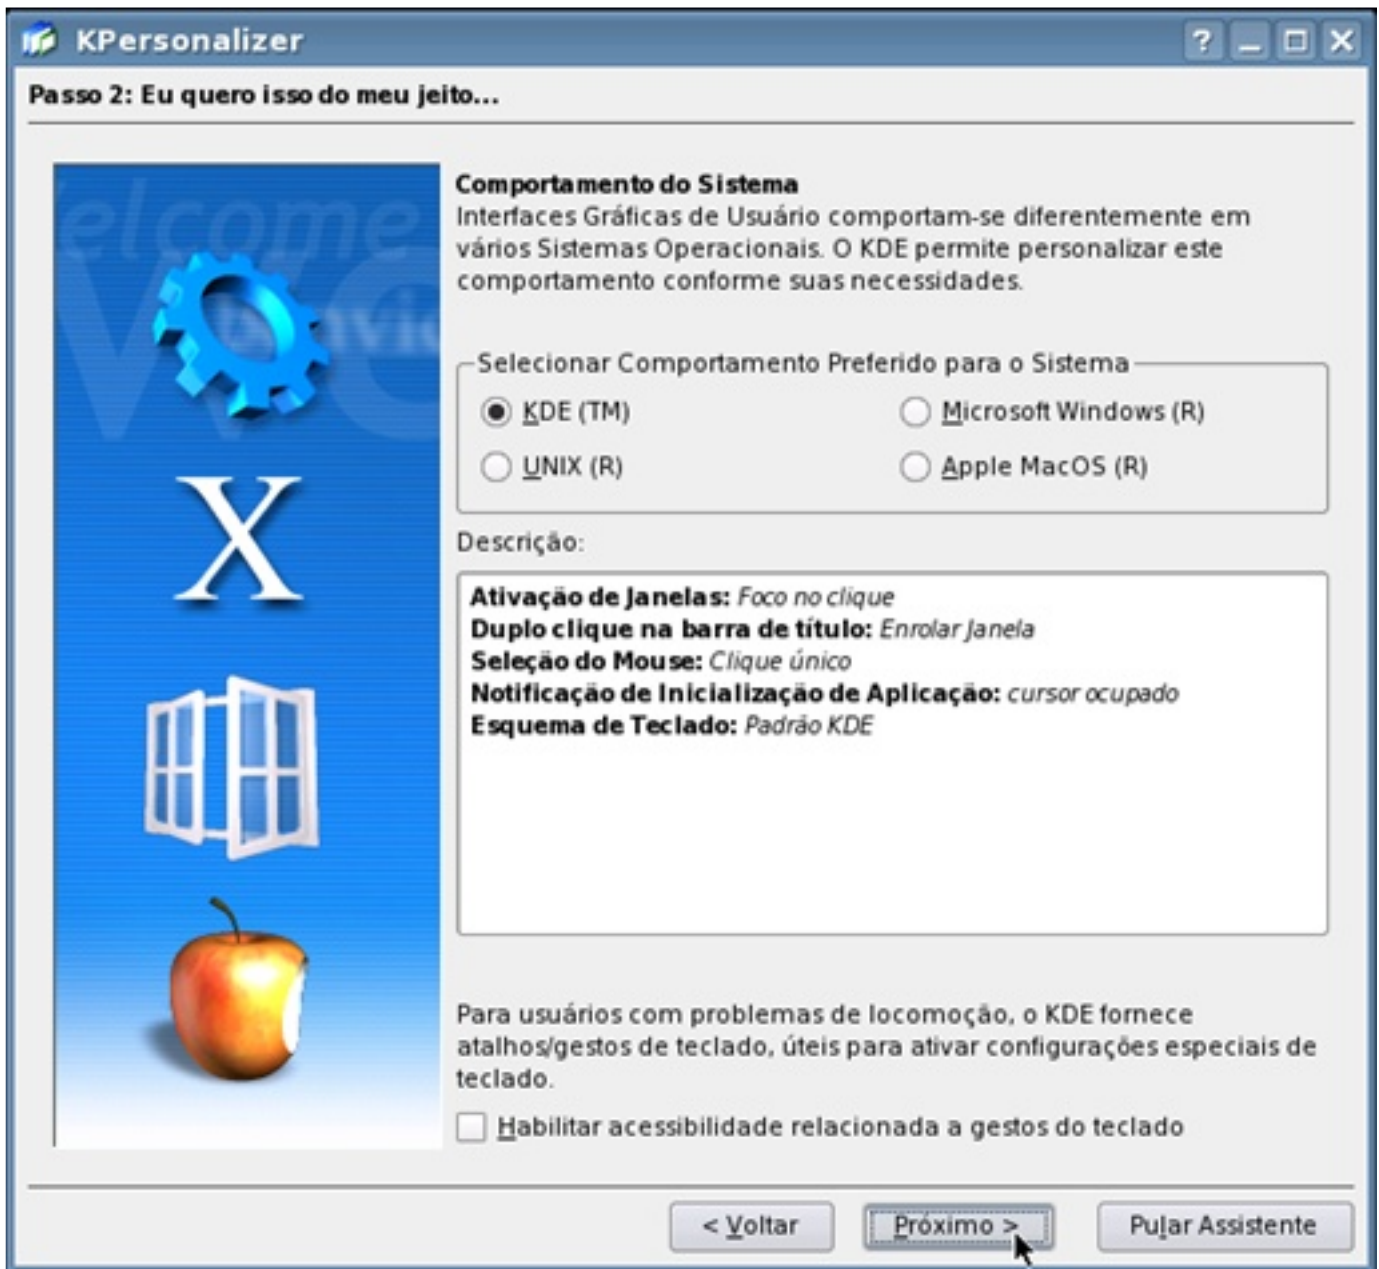 KPersonalizer
Passo 2: Eu quero isso do meu jeito...
Welcome
Comportamento do Sistema
Interfaces Gráficas de Usuário comportam-se diferentemente em
vários Sistemas Operacionais. O KDE permite personalizar este
comportamento conforme suas necessidades.
Selecionar Comportamento Preferido para o Sistema
KDE (TM)
Microsoft Windows (R)
UNIX (R)
Apple MacOS (R)
X
Descrição:
Ativação de Janelas: Foco no clique
Duplo clique na barra de título: Enrolar Janela
Seleção do Mouse: Clique único
Notificação de Inicialização de Aplicação: cursor ocupado
Esquema de Teclado: Padrão KDE
Para usuários com problemas de locomoção, o KDE fornece
atalhos/gestos de teclado, úteis para ativar configurações especiais de
teclado.
Habilitar acessibilidade relacionada a gestos do teclado
< Voltar
Próximo >
Pular Assistente